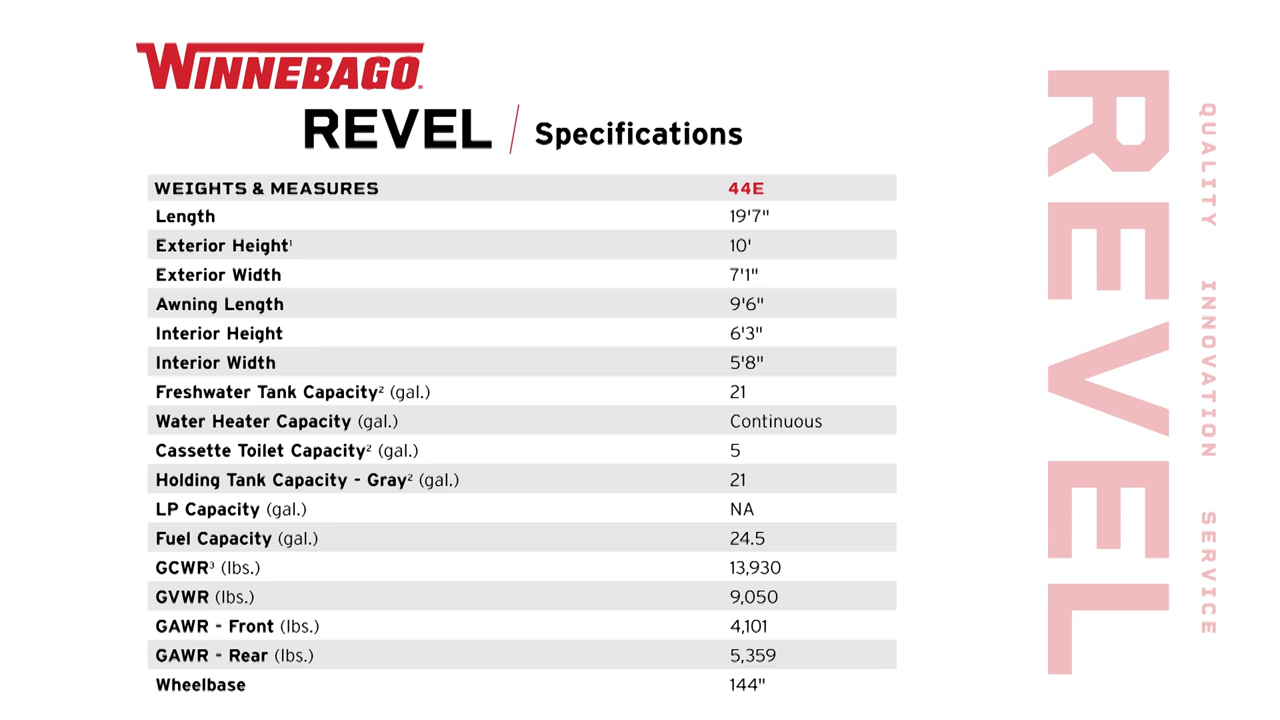 WINNEBAGO
REVEL / Specifications
WEIGHTS & MEASURES 44E
Length 19'7"
Exterior Height¹ 10'
Exterior Width 7'1"
Awning Length 9'6"
Interior Height 6'3"
Interior Width 5'8"
Freshwater Tank Capacity² (gal.) 21
Water Heater Capacity (gal.) Continuous
Cassette Toilet Capacity² (gal.) 5
Holding Tank Capacity - Gray² (gal.) 21
LP Capacity (gal.) NA
Fuel Capacity (gal.) 24.5
GCWR³ (lbs.) 13,930
GVWR (lbs.) 9,050
GAWR - Front (lbs.) 4,101
GAWR - Rear (lbs.) 5,359
Wheelbase 144"
REVEL
QUALITY INNOVATION SERVICE